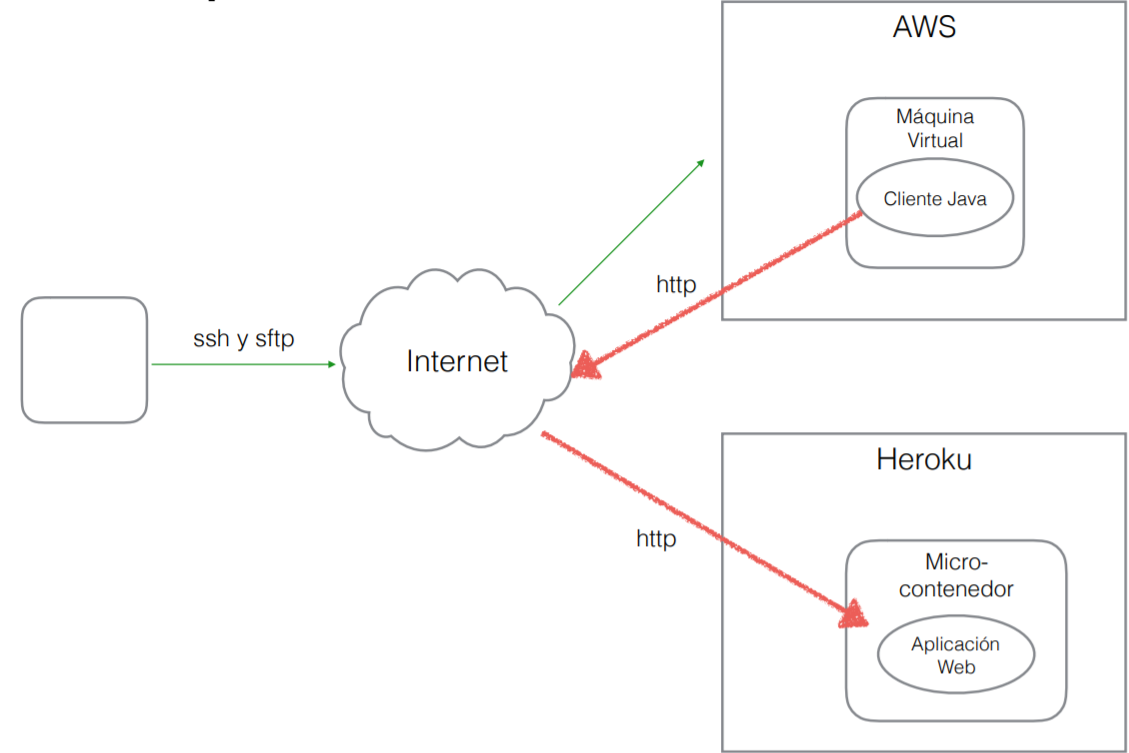 AWS
Máquina
Virtual
Cliente Java
http
ssh y sftp
Internet
Heroku
http
Micro-
contenedor
Aplicación
Web